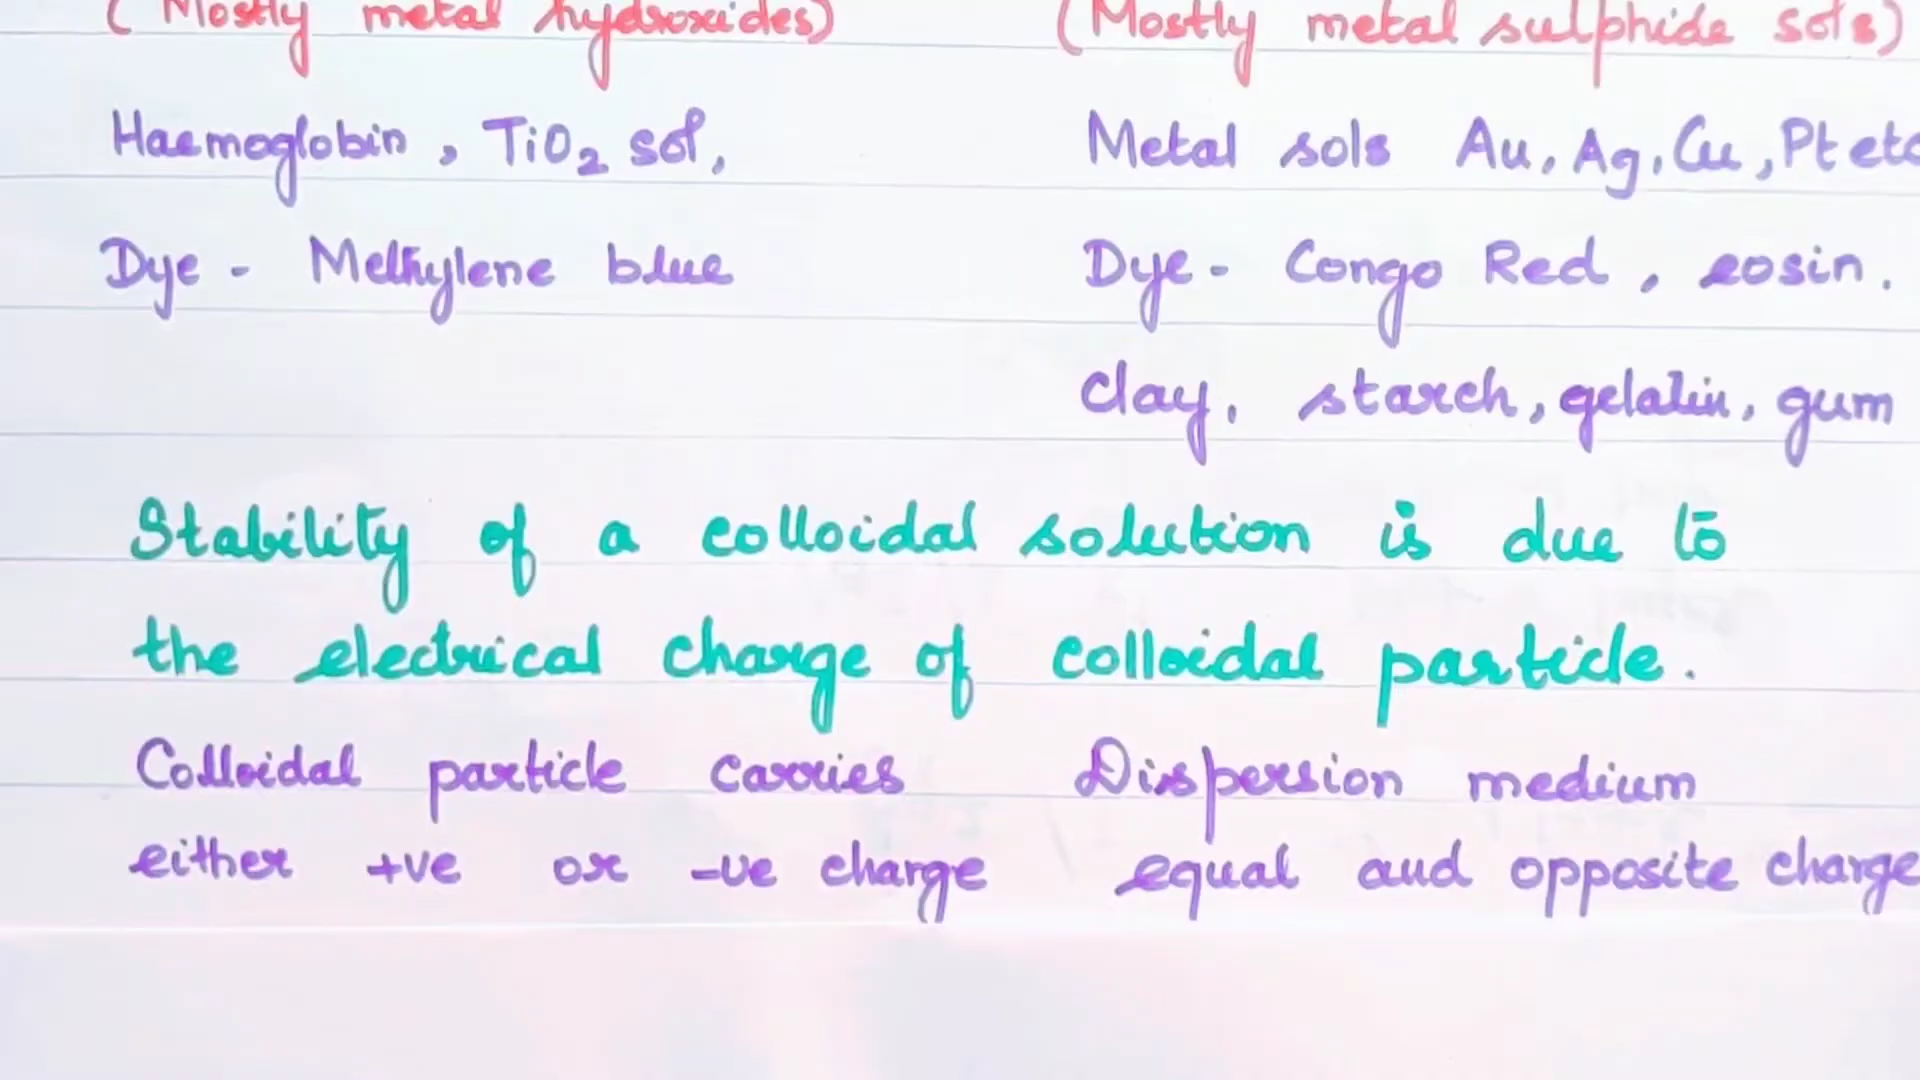 (Mostly metal hydroxides) (Mostly metal sulphide sols)
Haemoglobin, TiO2 sol, Metal sols Au, Ag, Cu, Pt etc
Dye - Methylene blue Dye - Congo Red, eosin.
Clay, starch, gelatin, gum
Stability of a colloidal solution is due to
the electrical charge of colloidal particle.
Colloidal particle carries Dispersion medium
either +ve or -ve charge equal and opposite charge